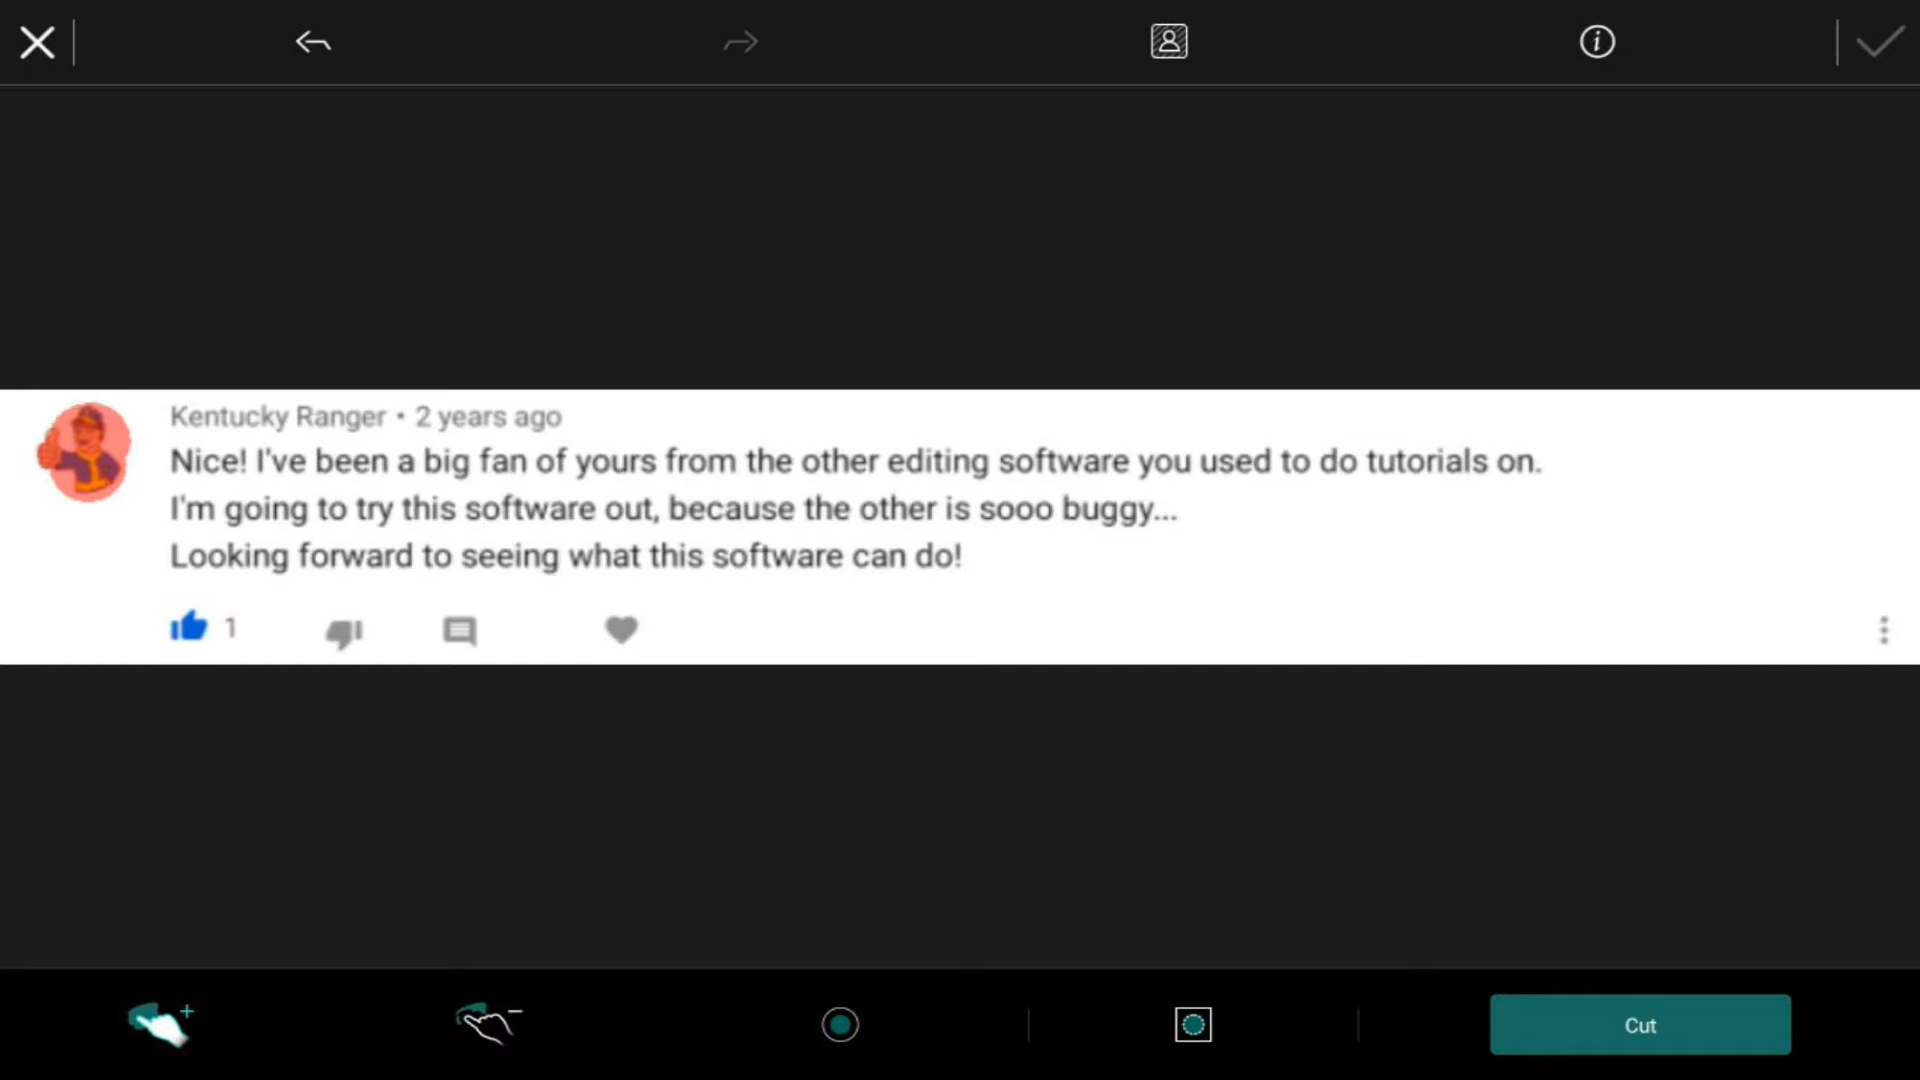 Kentucky Ranger • 2 years ago
Nice! I've been a big fan of yours from the other editing software you used to do tutorials on.
I'm going to try this software out, because the other is sooo buggy...
Looking forward to seeing what this software can do!
1
Cut